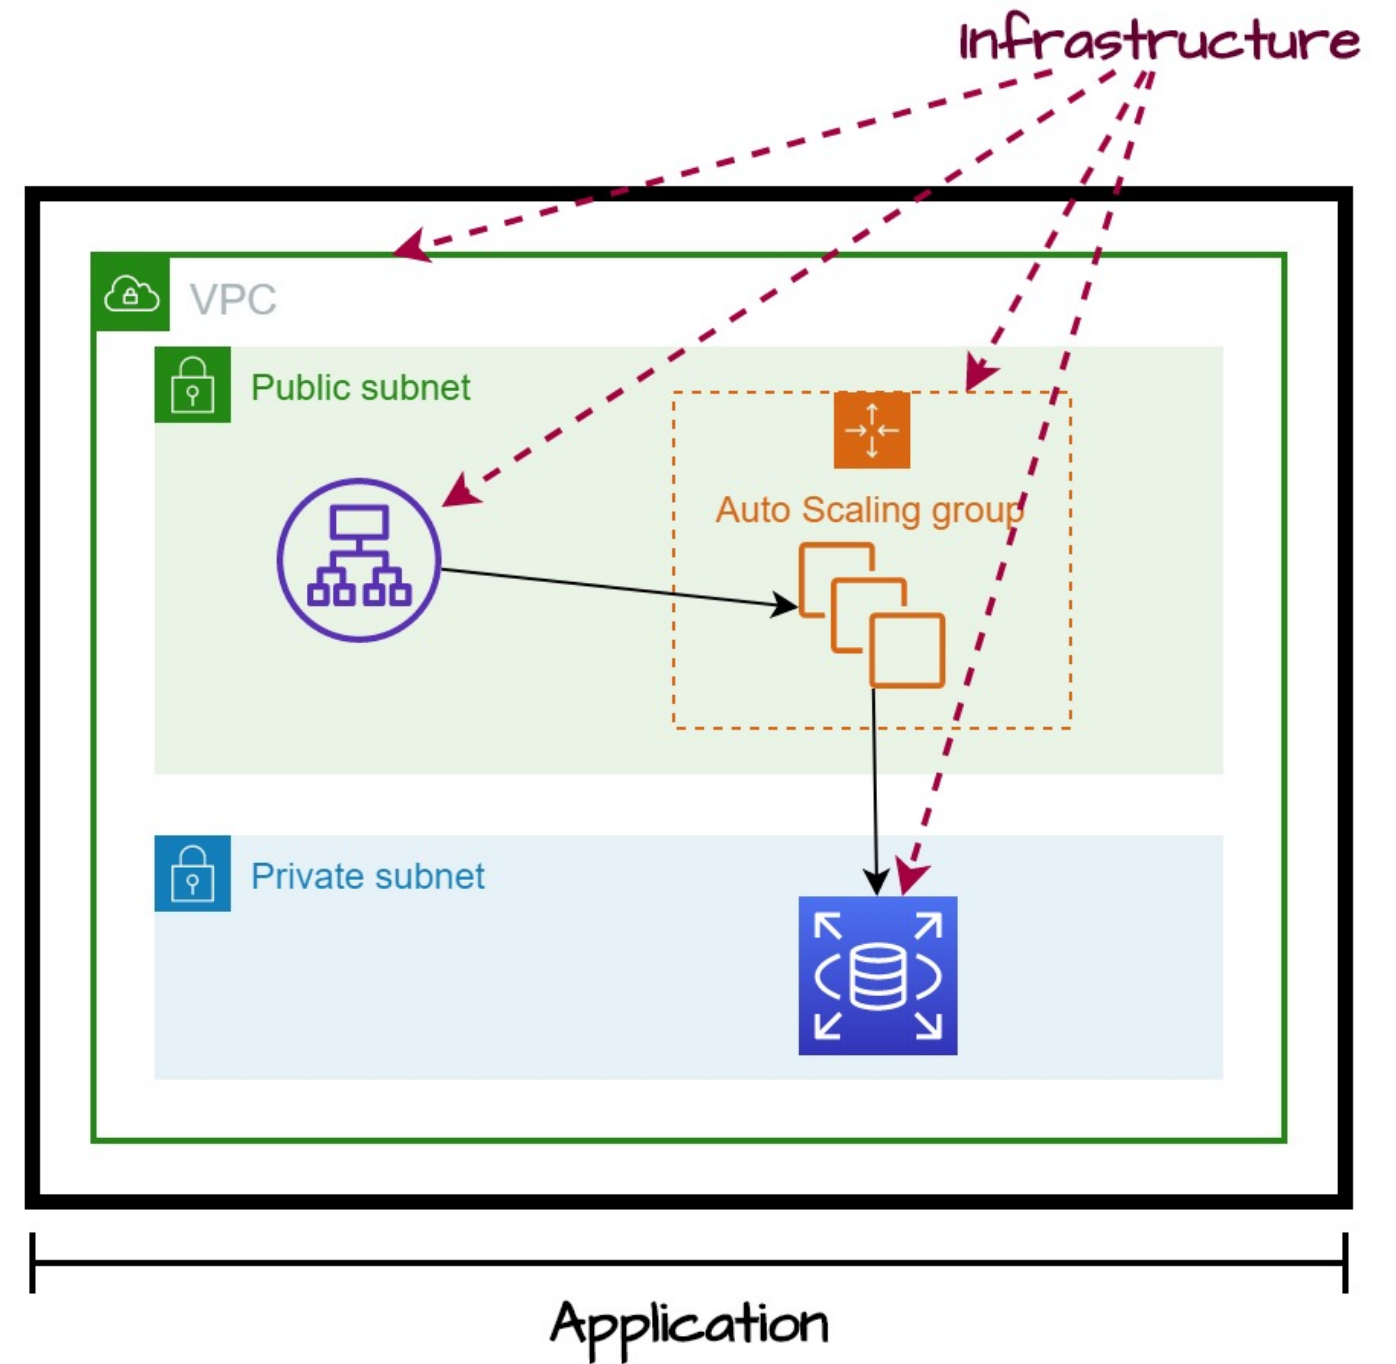 Infrastructure
VPC
Public subnet
Auto Scaling group
Private subnet
Application